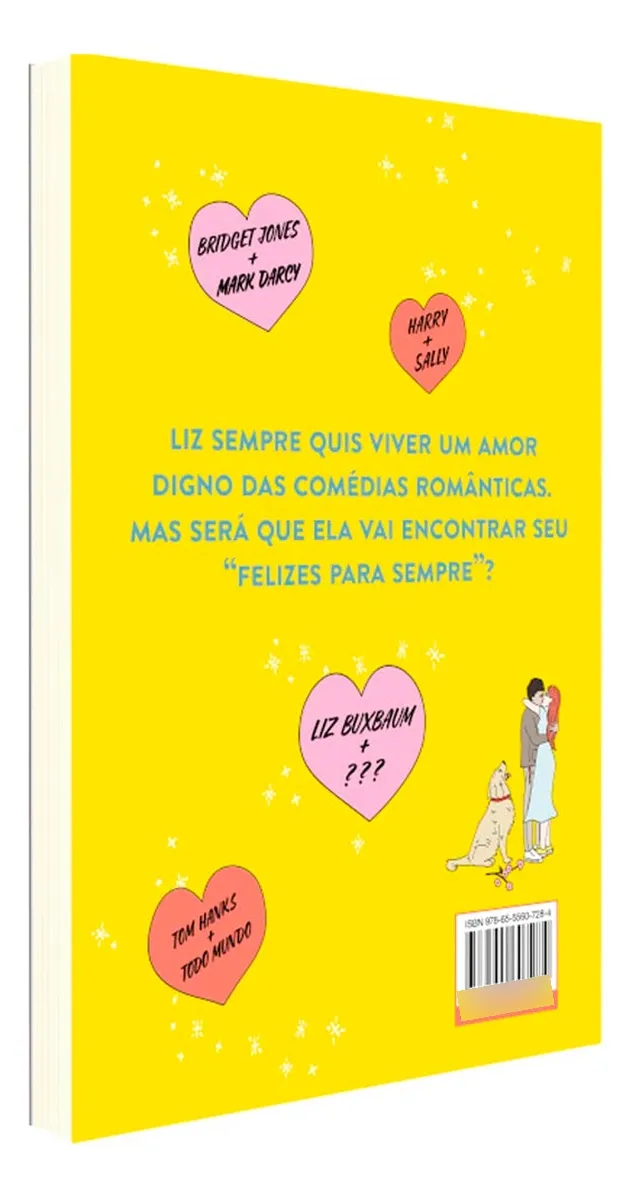 BRIDGET JONES
+
MARK DARCY
HARRY
+
SALLY
LIZ SEMPRE QUIS VIVER UM AMOR
DIGNO DAS COMÉDIAS ROMÂNTICAS.
MAS SERÁ QUE ELA VAI ENCONTRAR SEU
“FELIZES PARA SEMPRE”?
LIZ BUXBAUM
+
???
TOM HANKS
+
TODO MUNDO
ISBN 978-65-5560-728-4